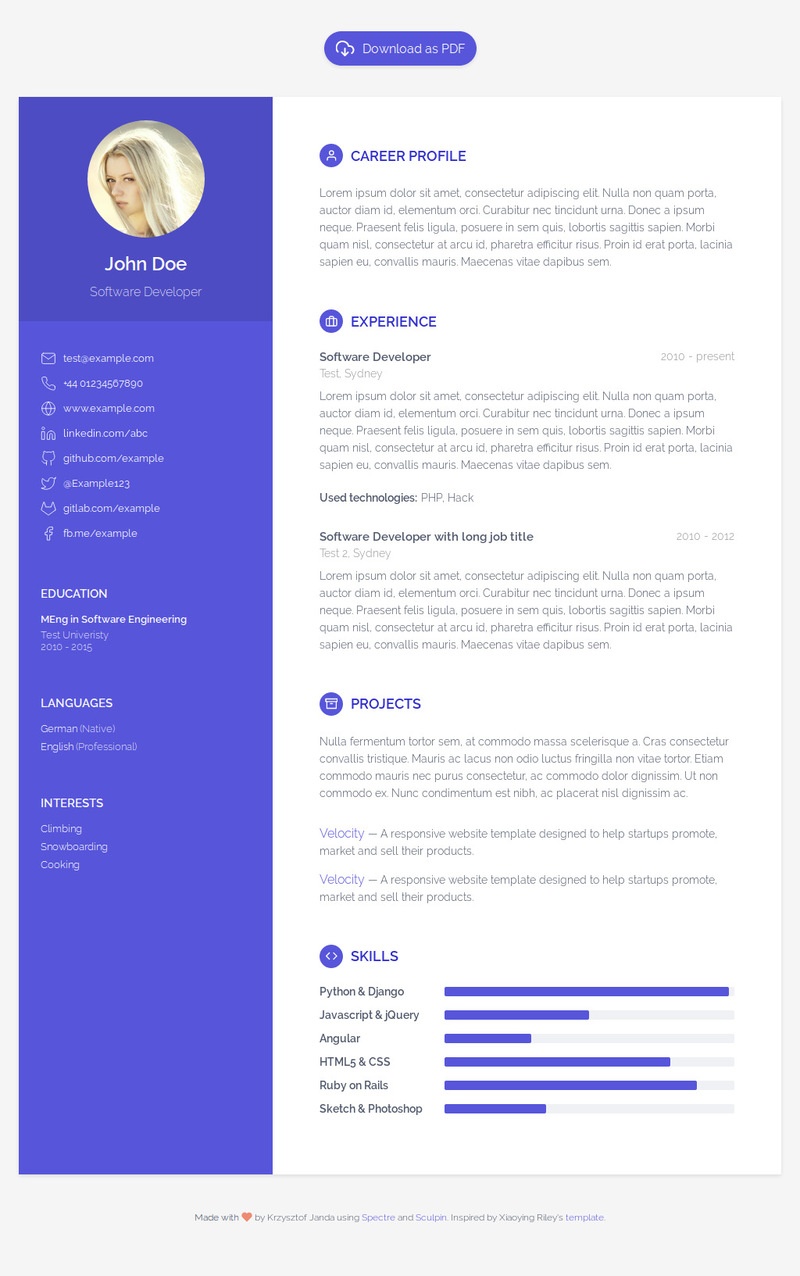 Download as PDF
John Doe
Software Developer
test@example.com
+44 01234567890
www.example.com
linkedin.com/abc
github.com/example
@Example123
gitlab.com/example
fb.me/example
EDUCATION
MEng in Software Engineering
Test Univeristy
2010 - 2015
LANGUAGES
German (Native)
English (Professional)
INTERESTS
Climbing
Snowboarding
Cooking
CAREER PROFILE
Lorem ipsum dolor sit amet, consectetur adipiscing elit. Nulla non quam porta,
auctor diam id, elementum orci. Curabitur nec tincidunt urna. Donec a ipsum
neque. Praesent felis ligula, posuere in sem quis, lobortis sagittis sapien. Morbi
quam nisl, consectetur at arcu id, pharetra efficitur risus. Proin id erat porta, lacinia
sapien eu, convallis mauris. Maecenas vitae dapibus sem.
EXPERIENCE
Software Developer 2010 - present
Test, Sydney
Lorem ipsum dolor sit amet, consectetur adipiscing elit. Nulla non quam porta,
auctor diam id, elementum orci. Curabitur nec tincidunt urna. Donec a ipsum
neque. Praesent felis ligula, posuere in sem quis, lobortis sagittis sapien. Morbi
quam nisl, consectetur at arcu id, pharetra efficitur risus. Proin id erat porta, lacinia
sapien eu, convallis mauris. Maecenas vitae dapibus sem.
Used technologies: PHP, Hack
Software Developer with long job title 2010 - 2012
Test 2, Sydney
Lorem ipsum dolor sit amet, consectetur adipiscing elit. Nulla non quam porta,
auctor diam id, elementum orci. Curabitur nec tincidunt urna. Donec a ipsum
neque. Praesent felis ligula, posuere in sem quis, lobortis sagittis sapien. Morbi
quam nisl, consectetur at arcu id, pharetra efficitur risus. Proin id erat porta, lacinia
sapien eu, convallis mauris. Maecenas vitae dapibus sem.
PROJECTS
Nulla fermentum tortor sem, at commodo massa scelerisque a. Cras consectetur
convallis tristique. Mauris ac lacus non odio luctus fringilla non vitae tortor. Etiam
commodo mauris nec purus consectetur, ac commodo dolor dignissim. Ut non
commodo ex. Nunc condimentum est nibh, ac placerat nisl dignissim ac.
Velocity — A responsive website template designed to help startups promote,
market and sell their products.
Velocity — A responsive website template designed to help startups promote,
market and sell their products.
SKILLS
Python & Django
Javascript & jQuery
Angular
HTML5 & CSS
Ruby on Rails
Sketch & Photoshop
Made with by Krzysztof Janda using Spectre and Sculpin. Inspired by Xiaoying Riley's template.